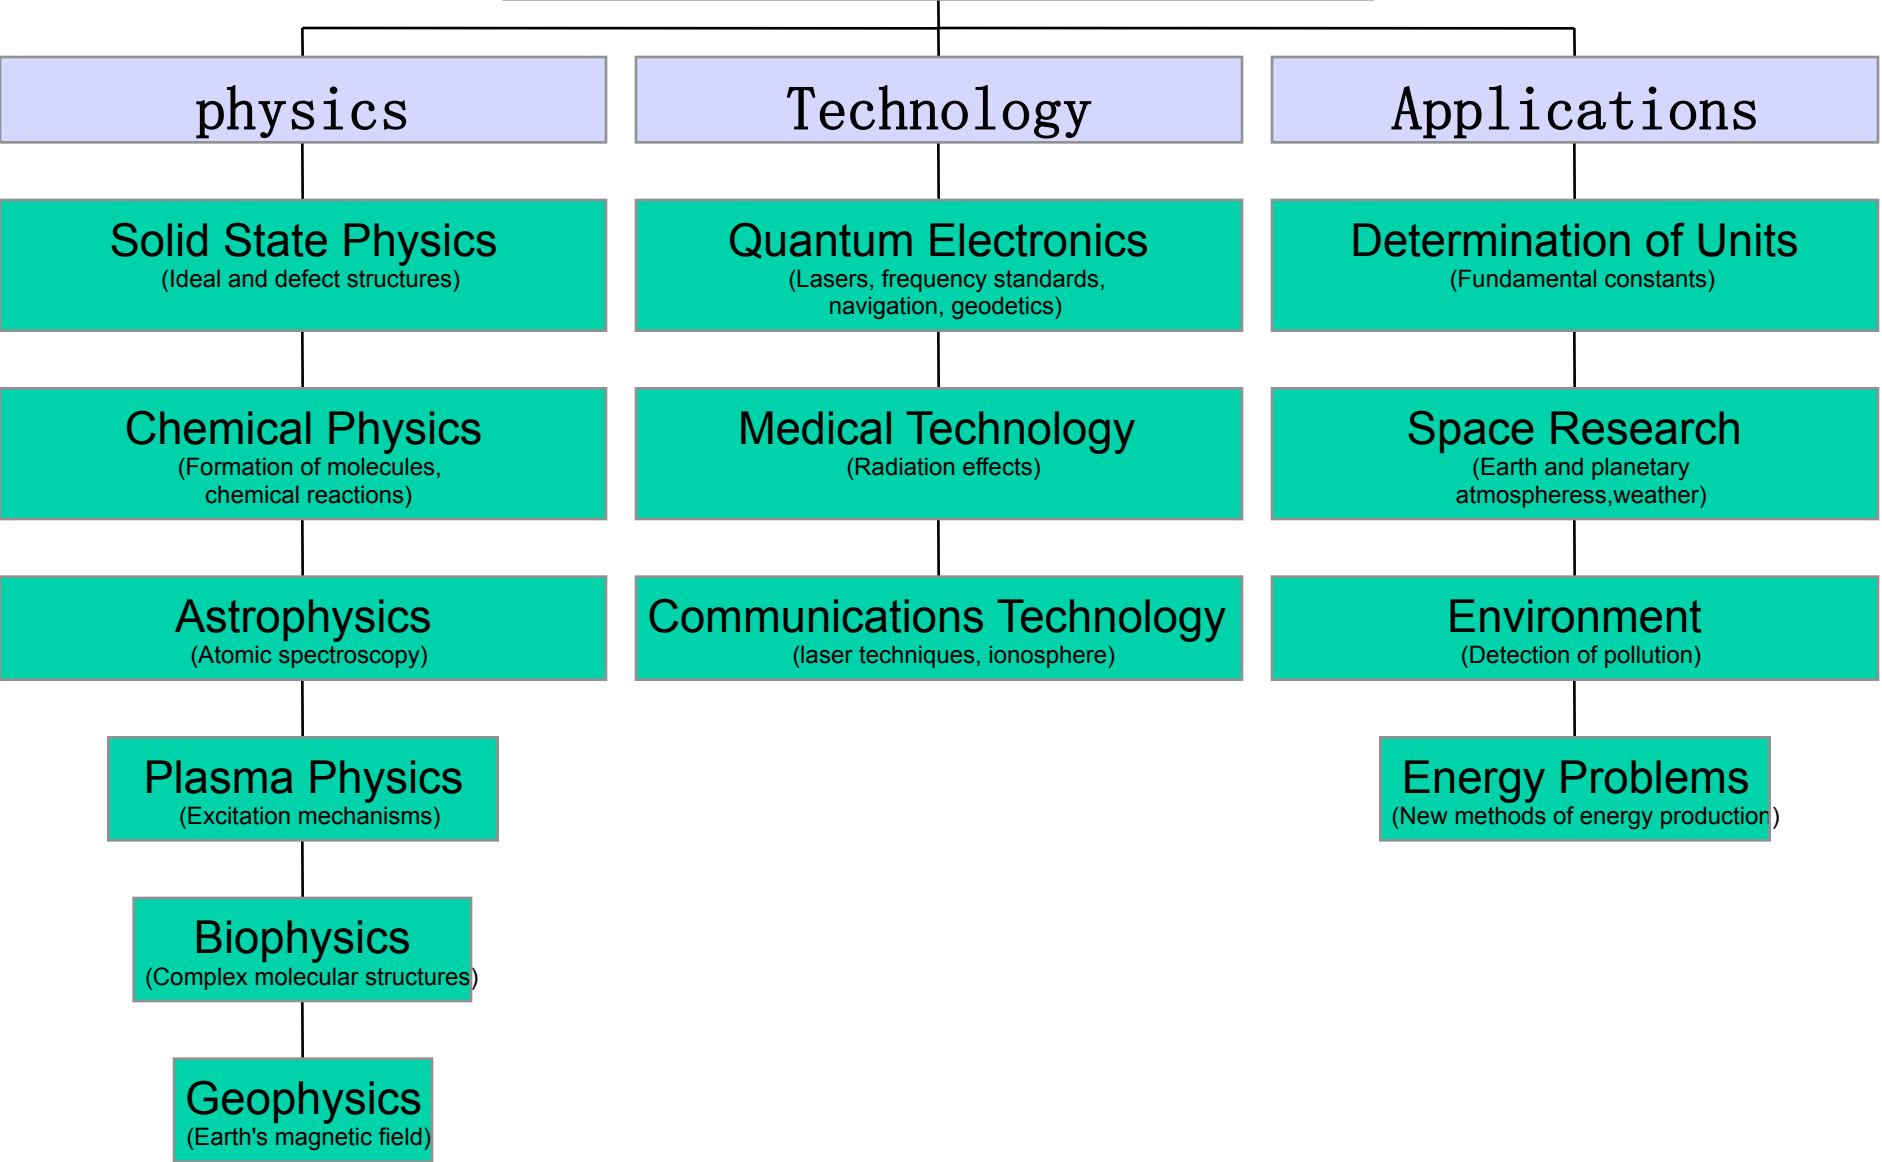 physics
Technology
Applications
Solid State Physics
(Ideal and defect structures)
Quantum Electronics
(Lasers, frequency standards,
navigation, geodetics)
Determination of Units
(Fundamental constants)
Chemical Physics
(Formation of molecules,
chemical reactions)
Medical Technology
(Radiation effects)
Space Research
(Earth and planetary
atmospheress,weather)
Astrophysics
(Atomic spectroscopy)
Communications Technology
(laser techniques, ionosphere)
Environment
(Detection of pollution)
Plasma Physics
(Excitation mechanisms)
Energy Problems
(New methods of energy production)
Biophysics
(Complex molecular structures)
Geophysics
(Earth's magnetic field)